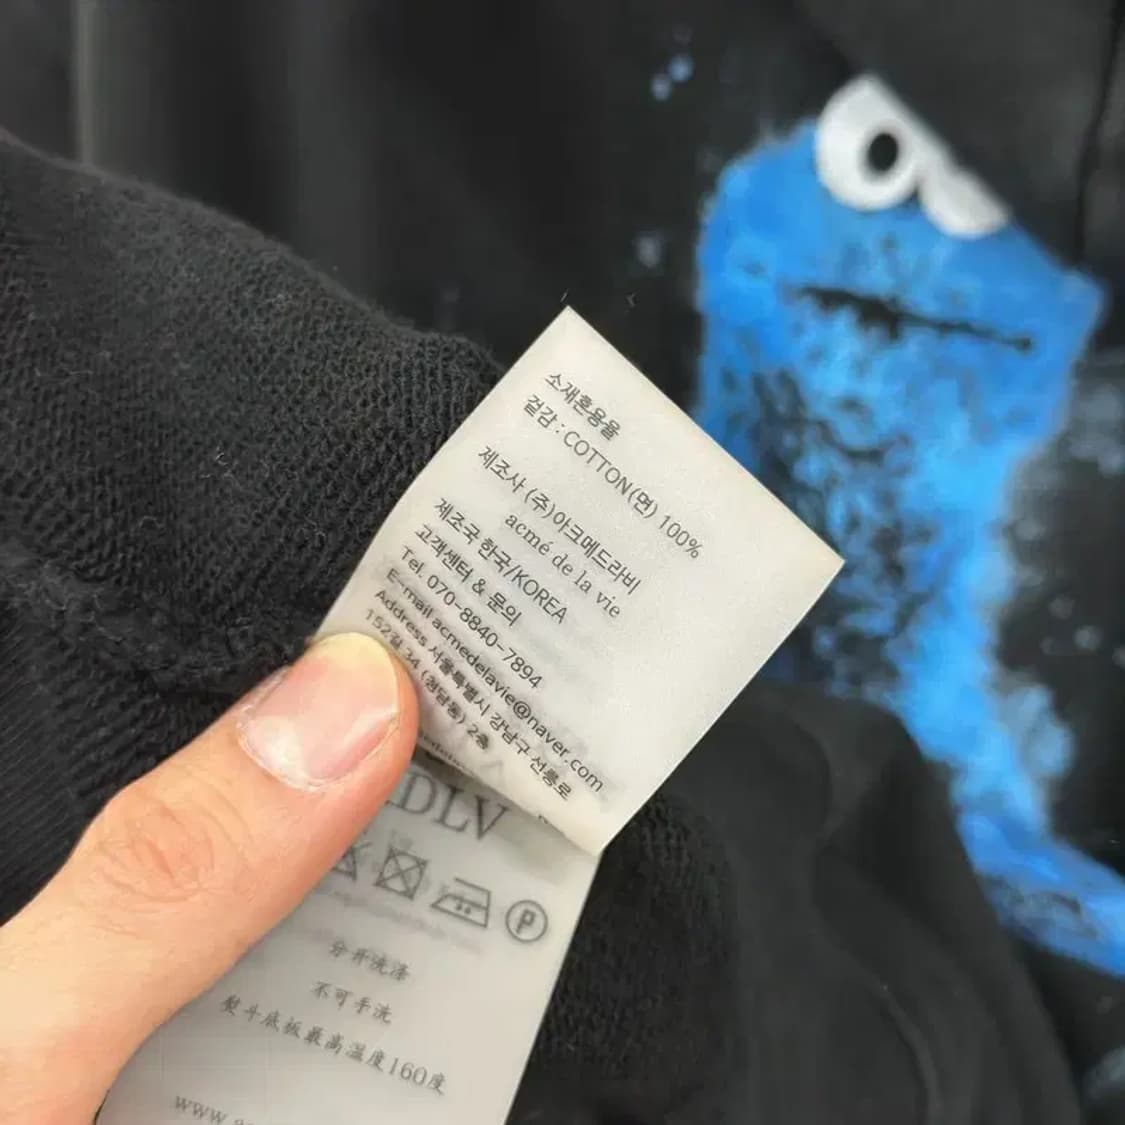 소재혼용율
겉감 : COTTON(면) 100%
제조사 (주)아크메드라비
acmé de la vie
제조국 한국/KOREA
고객센터 & 문의
Tel. 070-8840-7894
E-mail acmedelavie@naver.com
Address 서울특별시 강남구 선릉로
152길 34 (청담동) 2층
DLV
P
分开洗涤
不可手洗
熨斗底板最高温度160度
www.